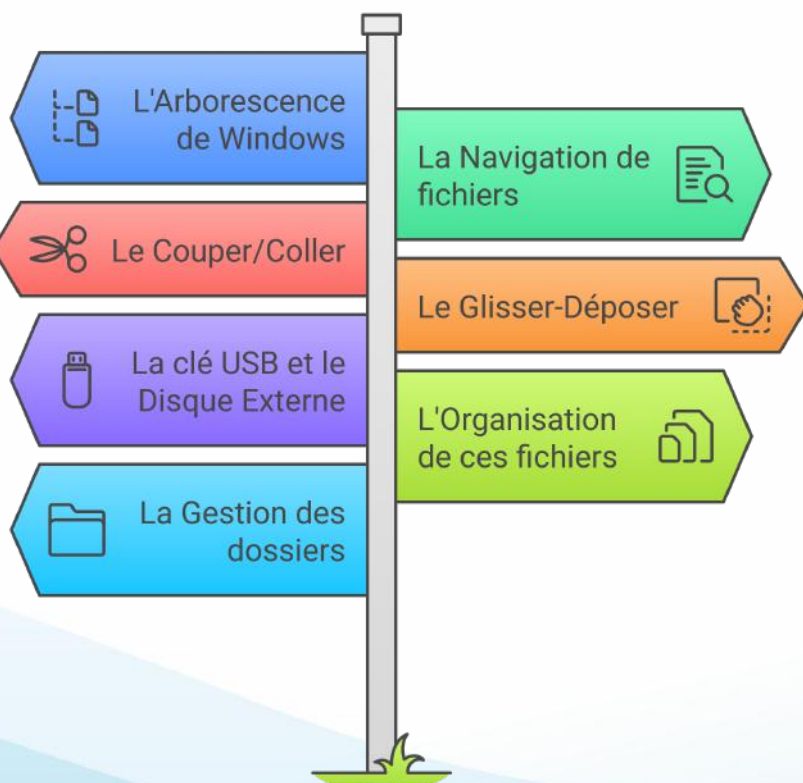 L'Arborescence
de Windows
La Navigation de
fichiers
Le Couper/Coller
Le Glisser-Déposer
La clé USB et le
Disque Externe
L'Organisation
de ces fichiers
La Gestion des
dossiers